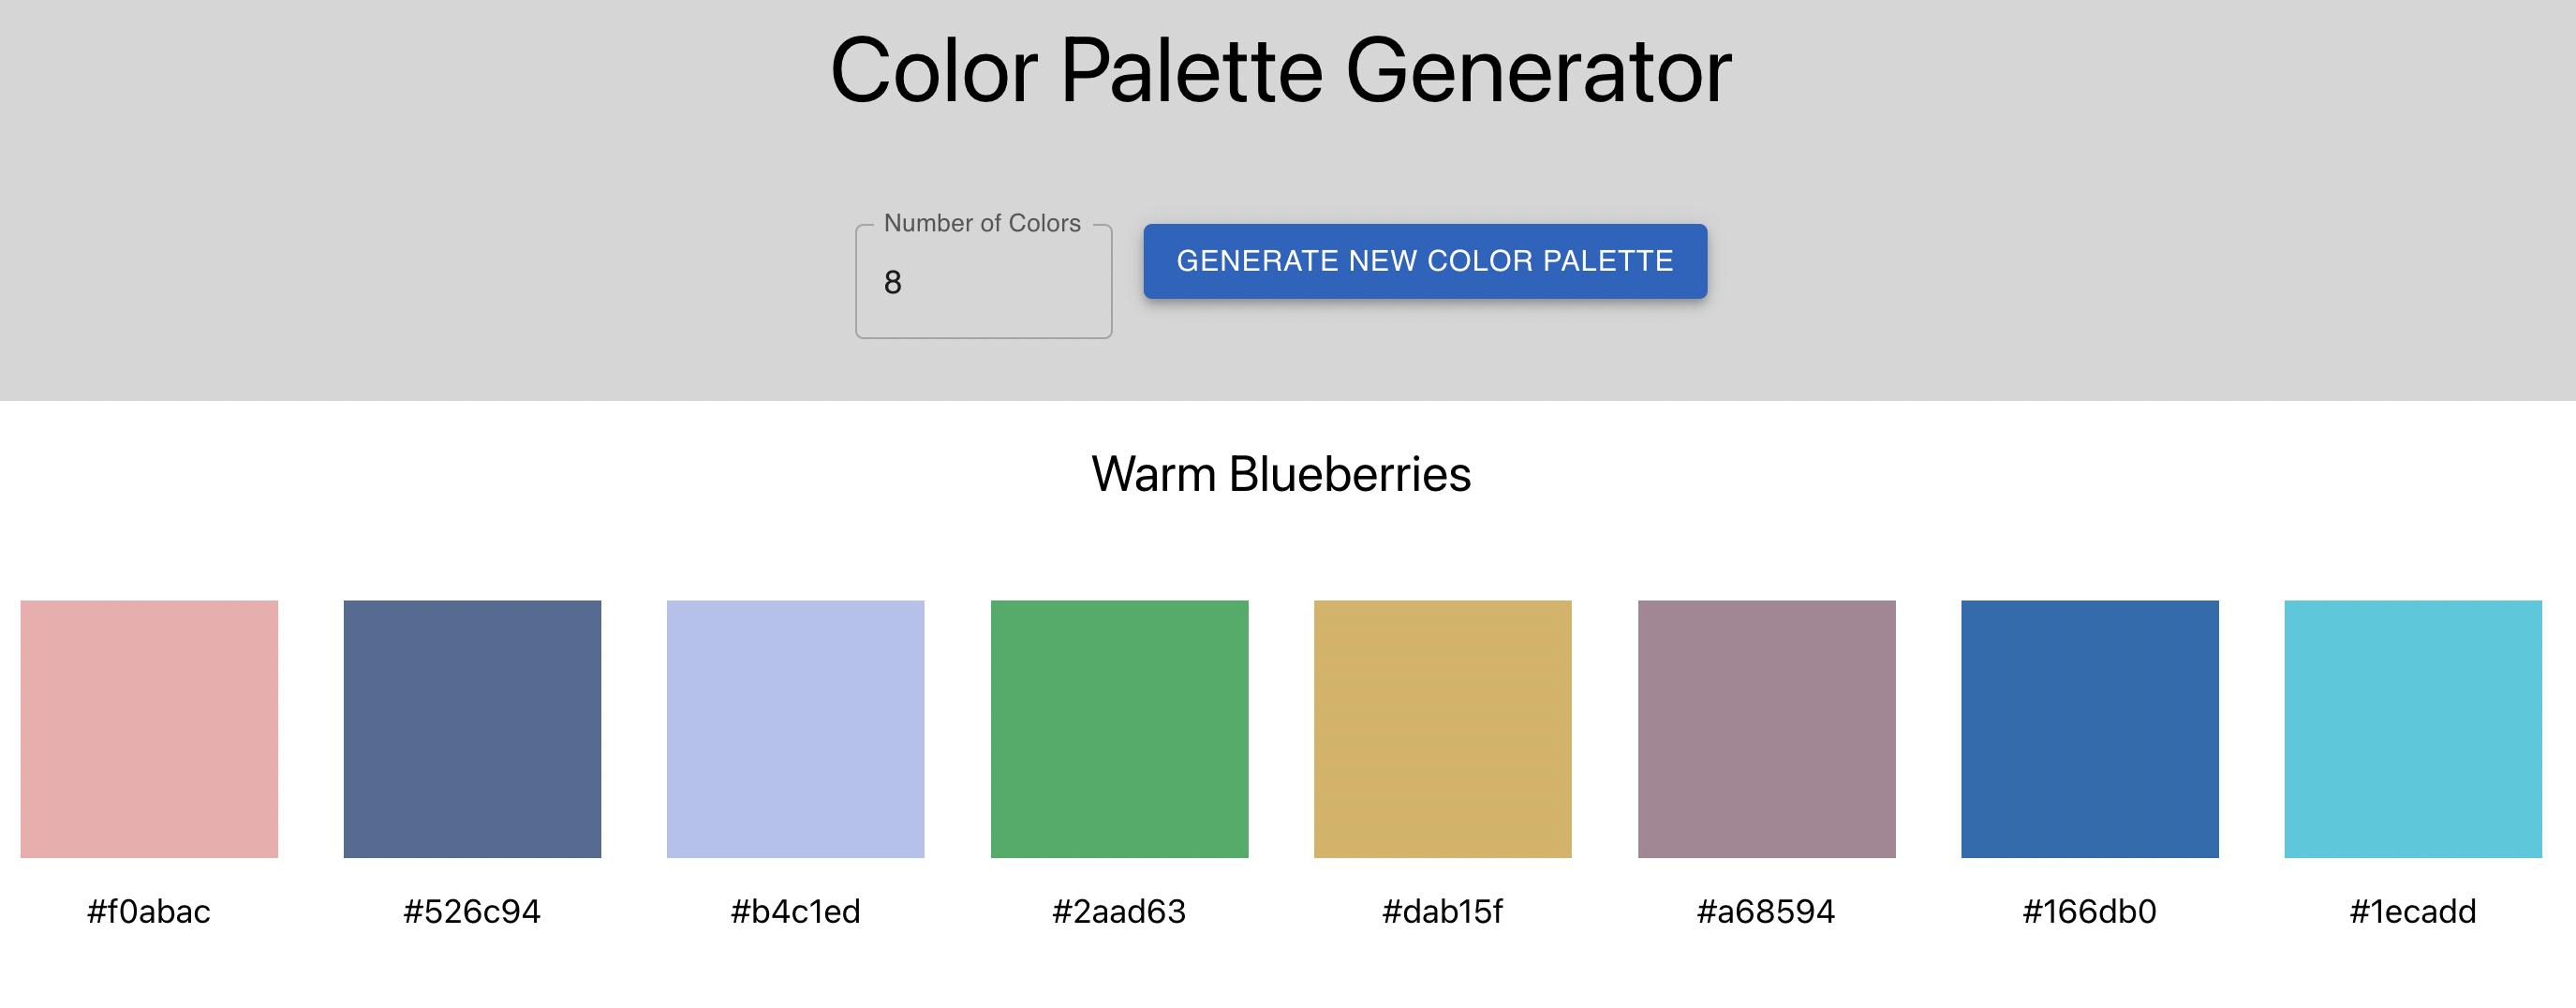 Color Palette Generator
Number of Colors
8
GENERATE NEW COLOR PALETTE
Warm Blueberries
#f0abac
#526c94
#b4c1ed
#2aad63
#dab15f
#a68594
#166db0
#1ecadd